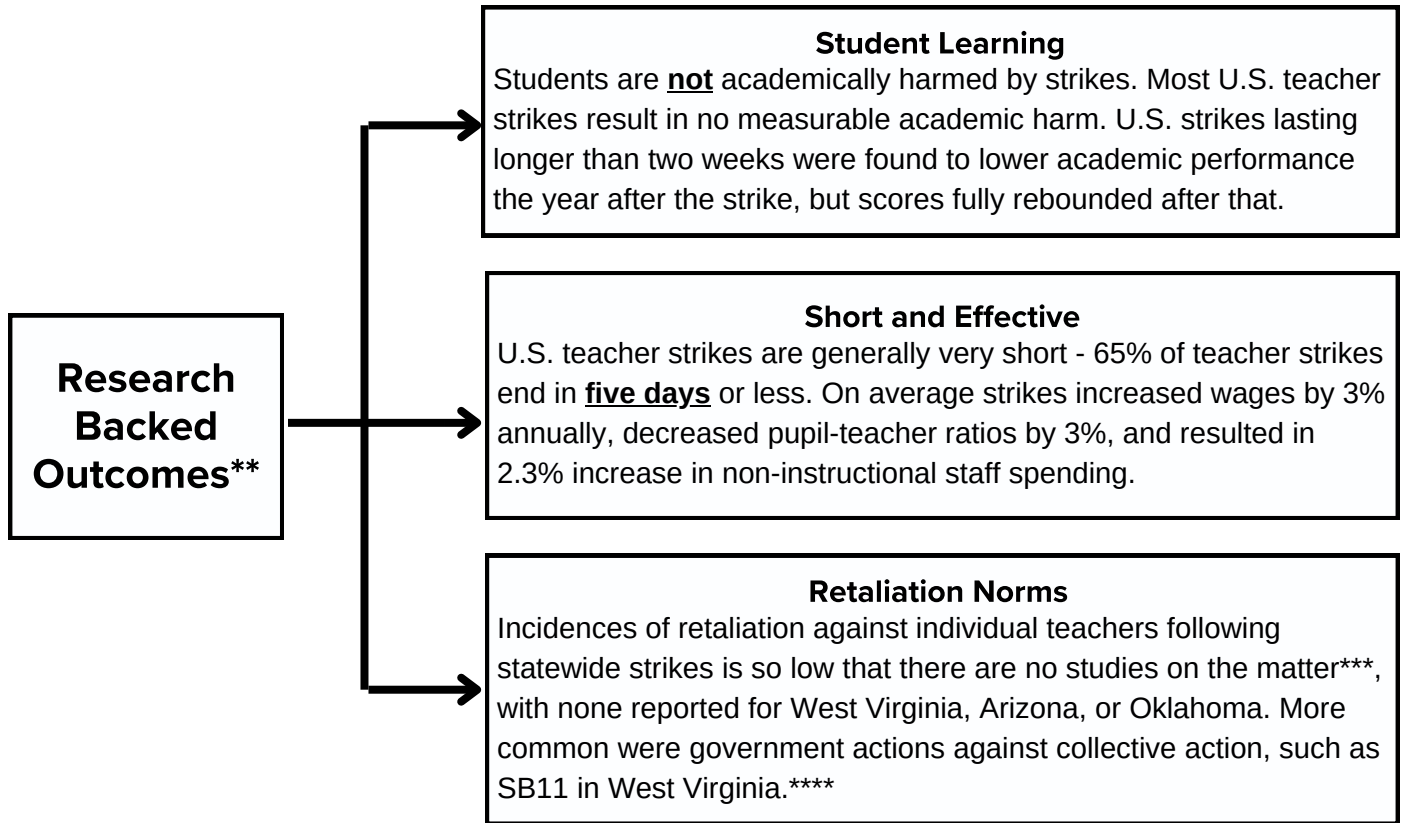 Research
Backed
Outcomes**
Student Learning
Students are not academically harmed by strikes. Most U.S. teacher
strikes result in no measurable academic harm. U.S. strikes lasting
longer than two weeks were found to lower academic performance
the year after the strike, but scores fully rebounded after that.
Short and Effective
U.S. teacher strikes are generally very short - 65% of teacher strikes
end in five days or less. On average strikes increased wages by 3%
annually, decreased pupil-teacher ratios by 3%, and resulted in
2.3% increase in non-instructional staff spending.
Retaliation Norms
Incidences of retaliation against individual teachers following
statewide strikes is so low that there are no studies on the matter***,
with none reported for West Virginia, Arizona, or Oklahoma. More
common were government actions against collective action, such as
SB11 in West Virginia.****